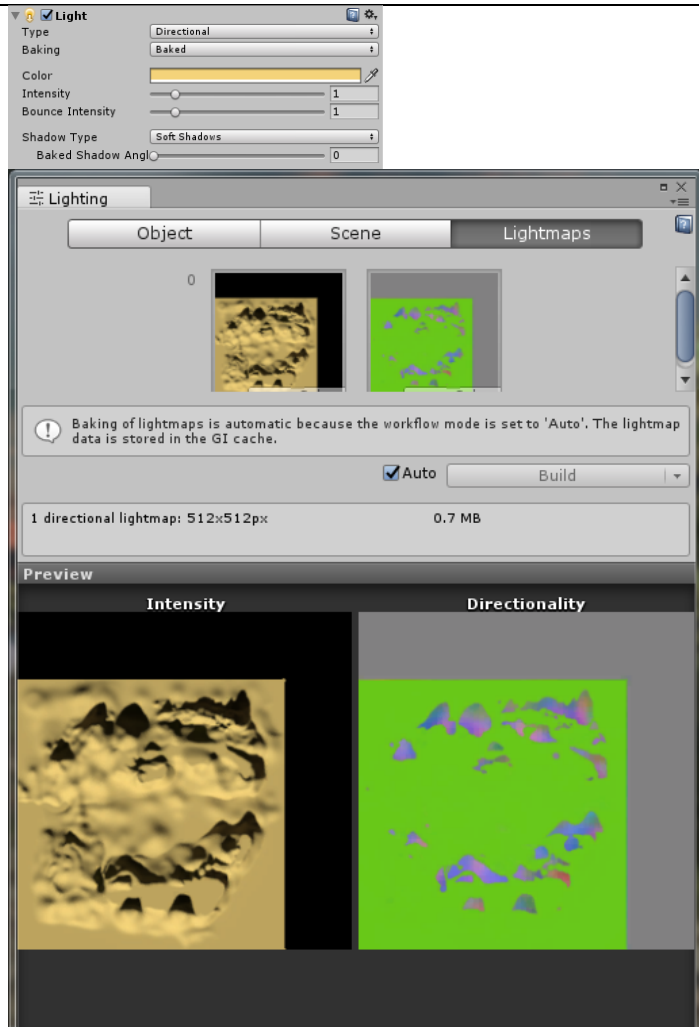 Light
Type Directional
Baking Baked
Color
Intensity 1
Bounce Intensity 1
Shadow Type Soft Shadows
Baked Shadow Angl 0
Lighting
Object Scene Lightmaps
0
Baking of lightmaps is automatic because the workflow mode is set to 'Auto'. The lightmap
data is stored in the GI cache.
Auto Build
1 directional lightmap: 512x512px 0.7 MB
Preview
Intensity Directionality